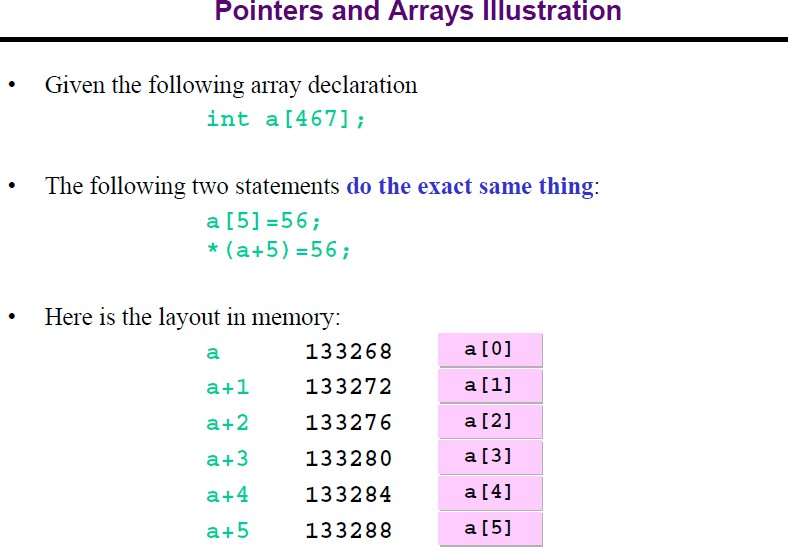 Pointers and Arrays Illustration
• Given the following array declaration
int a[467];
• The following two statements do the exact same thing:
a[5]=56;
*(a+5)=56;
• Here is the layout in memory:
a 133268 a[0]
a+1 133272 a[1]
a+2 133276 a[2]
a+3 133280 a[3]
a+4 133284 a[4]
a+5 133288 a[5]